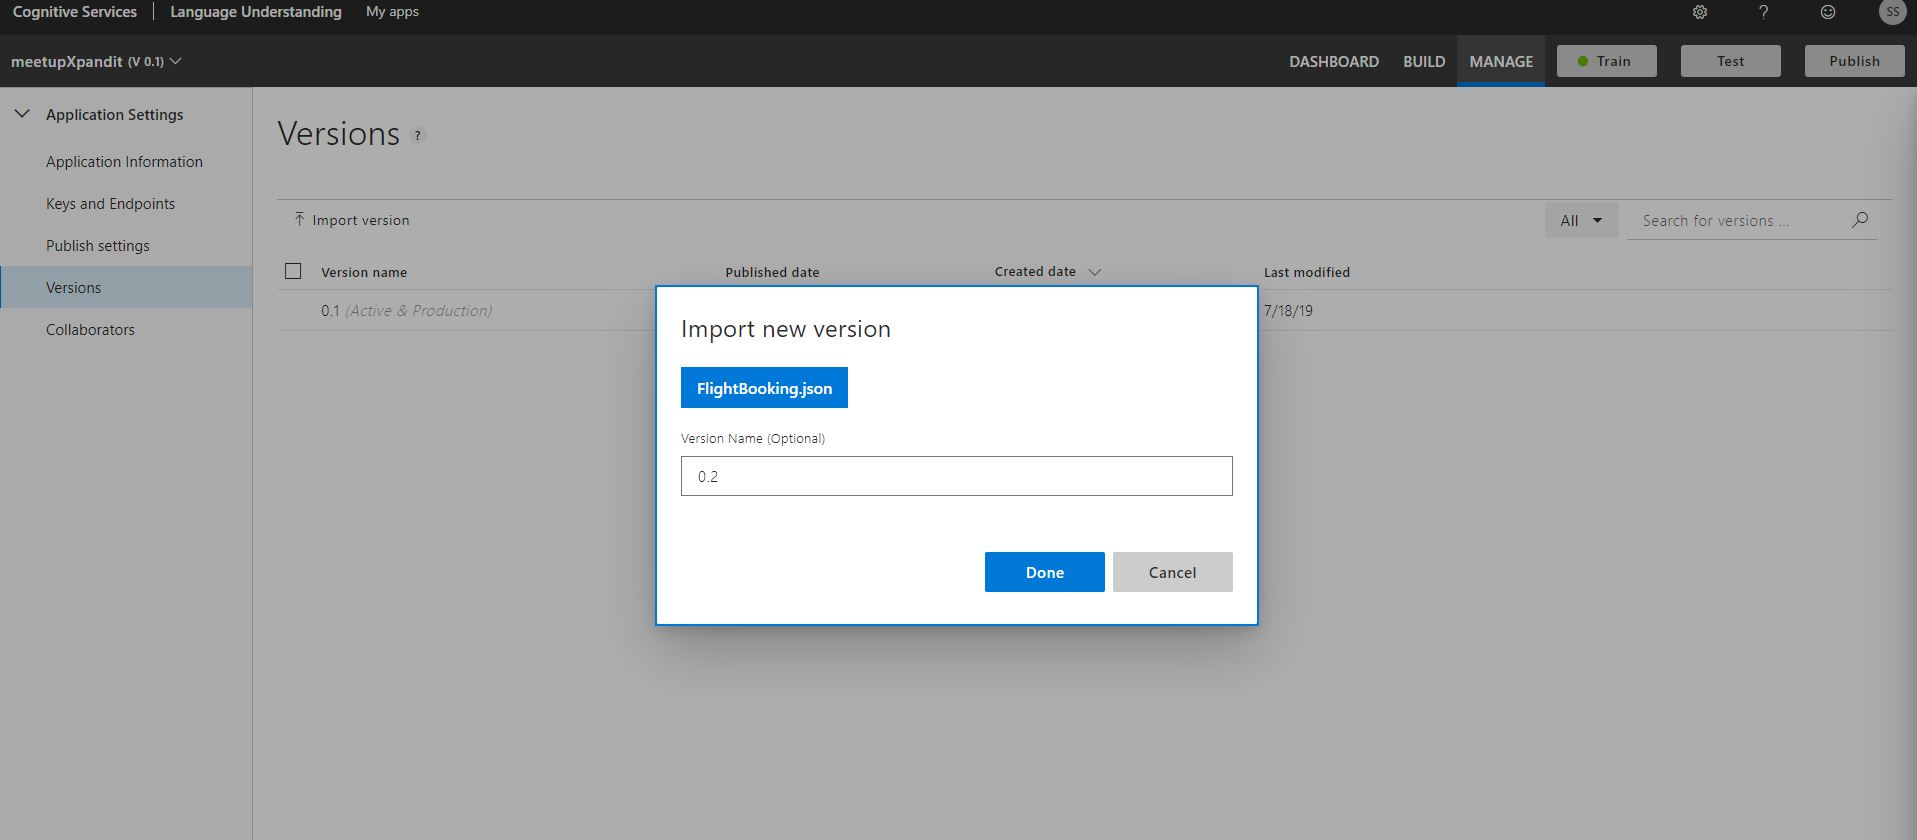 Cognitive Services | Language Understanding My apps ? SS
meetupXpandit (V 0.1) DASHBOARD BUILD MANAGE Train Test Publish
Application Settings
Application Information
Keys and Endpoints
Publish settings
Versions
Collaborators
Versions ?
Import version All Search for versions ...
Version name Published date Created date Last modified
0.1 (Active & Production) 7/18/19
Import new version
FlightBooking.json
Version Name (Optional)
0.2
Done Cancel